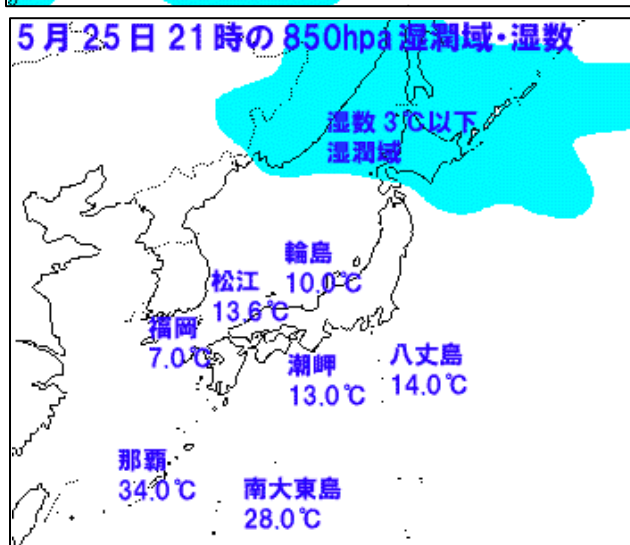 5月25日21時の850hpa湿潤域・湿数
湿数3℃以下
湿潤域
輪島
10.0℃
松江
13.6℃
福岡
7.0℃
潮岬
13.0℃
八丈島
14.0℃
那覇
34.0℃
南大東島
28.0℃